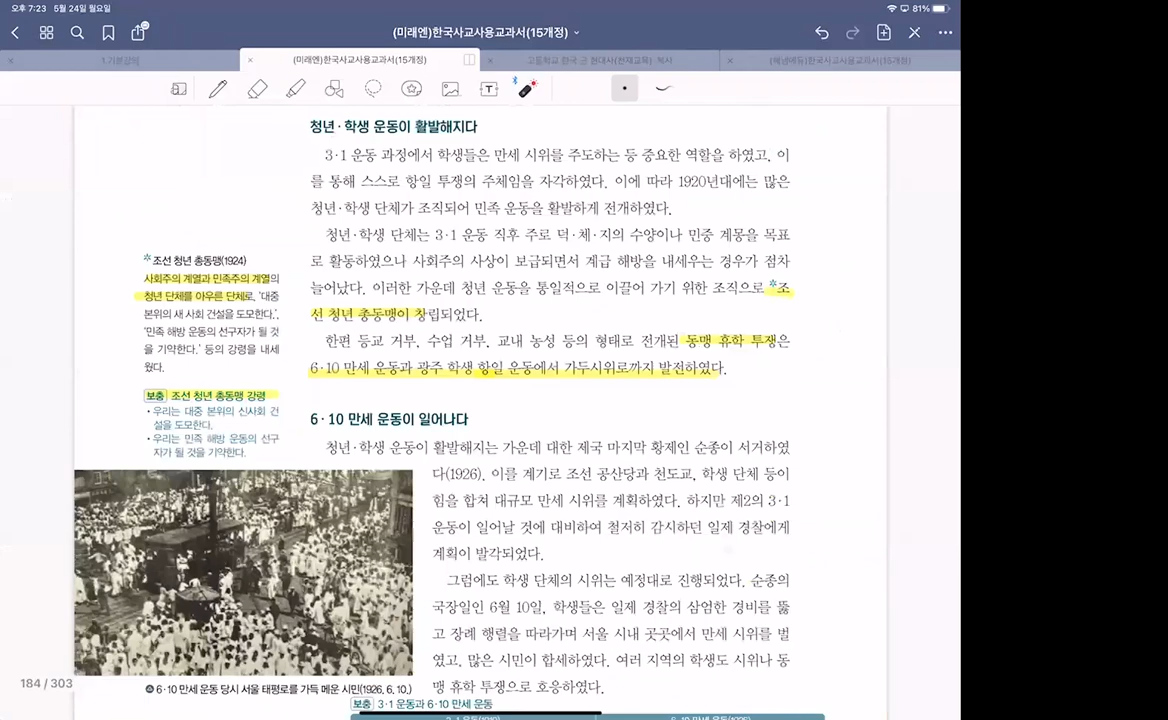 오후 7:23 5월 24일 월요일
81%
(미래엔)한국사교사용교과서(15개정)
1.기본강의
(미래엔)한국사교사용교과서(15개정)
고등학교 한국 근 현대사(천재교육) 복사
(해냄에듀)한국사교사용교과서(15개정)
청년·학생 운동이 활발해지다
3·1 운동 과정에서 학생들은 만세 시위를 주도하는 등 중요한 역할을 하였고, 이
를 통해 스스로 항일 투쟁의 주체임을 자각하였다. 이에 따라 1920년대에는 많은
청년·학생 단체가 조직되어 민족 운동을 활발하게 전개하였다.
청년·학생 단체는 3·1 운동 직후 주로 덕·체·지의 수양이나 민중 계몽을 목표
로 활동하였으나 사회주의 사상이 보급되면서 계급 해방을 내세우는 경우가 점차
늘어났다. 이러한 가운데 청년 운동을 통일적으로 이끌어 가기 위한 조직으로 *조
선 청년 총동맹이 창립되었다.
한편 등교 거부, 수업 거부, 교내 농성 등의 형태로 전개된 동맹 휴학 투쟁은
6·10 만세 운동과 광주 학생 항일 운동에서 가두시위로까지 발전하였다.
*조선 청년 총동맹(1924)
사회주의 계열과 민족주의 계열의
청년 단체를 아우른 단체로, '대중
본위의 새 사회 건설을 도모한다.',
'민족 해방 운동의 선구자가 될 것
을 기약한다.' 등의 강령을 내세
웠다.
보충 조선 청년 총동맹 강령
• 우리는 대중 본위의 신사회 건
설을 도모한다.
• 우리는 민족 해방 운동의 선구
자가 될 것을 기약한다.
6·10 만세 운동이 일어나다
청년·학생 운동이 활발해지는 가운데 대한 제국 마지막 황제인 순종이 서거하였
다(1926). 이를 계기로 조선 공산당과 천도교, 학생 단체 등이
힘을 합쳐 대규모 만세 시위를 계획하였다. 하지만 제2의 3·1
운동이 일어날 것에 대비하여 철저히 감시하던 일제 경찰에게
계획이 발각되었다.
그럼에도 학생 단체의 시위는 예정대로 진행되었다. 순종의
국장일인 6월 10일, 학생들은 일제 경찰의 삼엄한 경비를 뚫
고 장례 행렬을 따라가며 서울 시내 곳곳에서 만세 시위를 벌
였고, 많은 시민이 합세하였다. 여러 지역의 학생도 시위나 동
맹 휴학 투쟁으로 호응하였다.
184 / 303
6·10 만세 운동 당시 서울 태평로를 가득 메운 시민(1926. 6. 10.)
보충 3·1 운동과 6·10 만세 운동